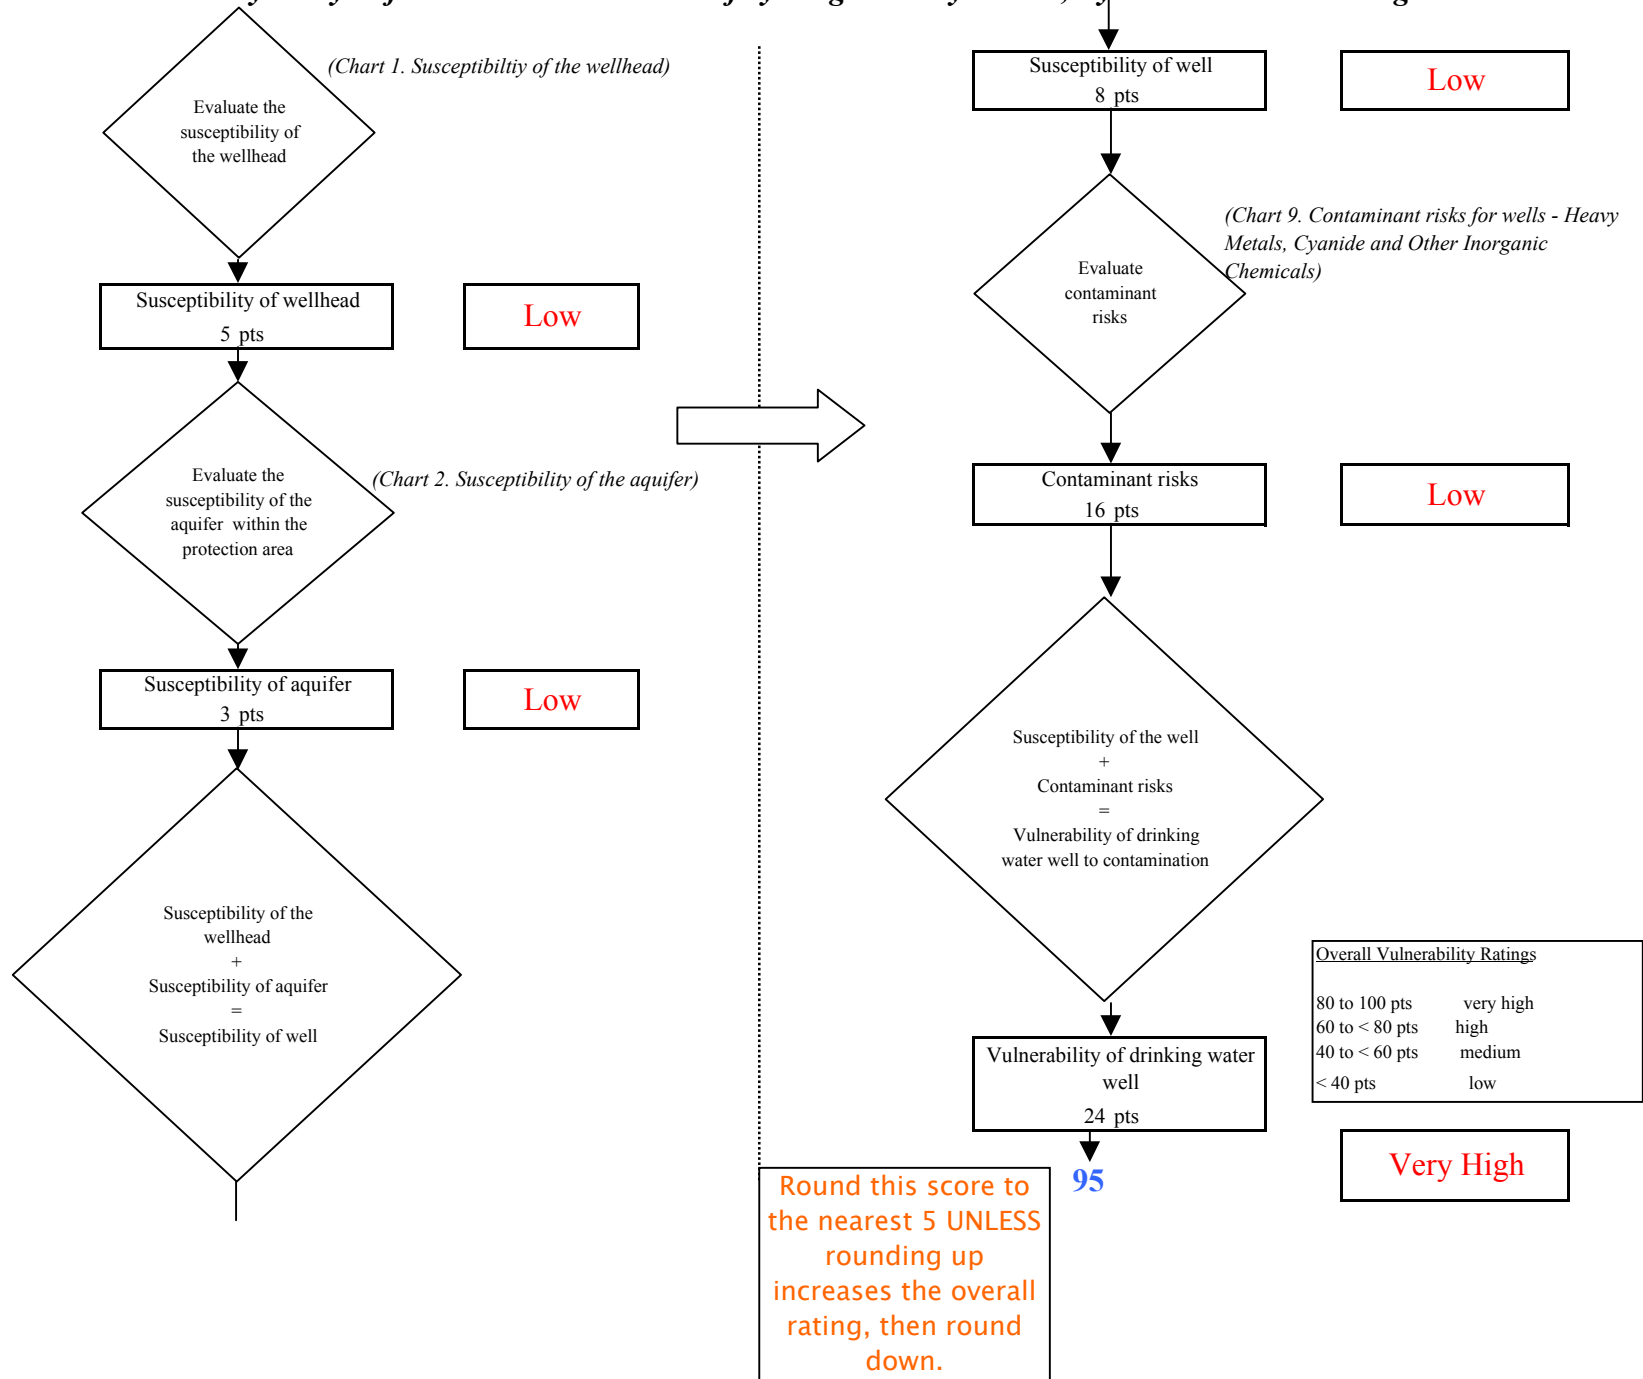 (Chart 1. Susceptibiltiy of the wellhead)
Evaluate the
susceptibility of
the wellhead
Susceptibility of wellhead
5 pts
Low
(Chart 2. Susceptibility of the aquifer)
Evaluate the
susceptibility of the
aquifer within the
protection area
Susceptibility of aquifer
3 pts
Low
Susceptibility of the
wellhead
+
Susceptibility of aquifer
=
Susceptibility of well
Susceptibility of well
8 pts
Low
(Chart 9. Contaminant risks for wells - Heavy
Metals, Cyanide and Other Inorganic
Chemicals)
Evaluate
contaminant
risks
Contaminant risks
16 pts
Low
Susceptibility of the well
+
Contaminant risks
=
Vulnerability of drinking
water well to contamination
Overall Vulnerability Ratings
80 to 100 pts very high
60 to < 80 pts high
40 to < 60 pts medium
< 40 pts low
Vulnerability of drinking water
well
24 pts
Very High
95
Round this score to
the nearest 5 UNLESS
rounding up
increases the overall
rating, then round
down.